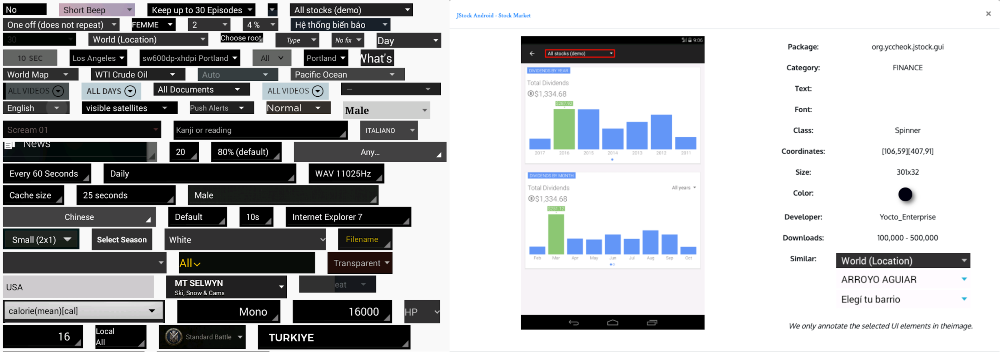 No
Short Beep
Keep up to 30 Episodes
All stocks (demo)
One off (does not repeat)
FEMME
2
4 %
Hệ thống biển báo
30
World (Location)
Choose root
Type
No fix
Day
10 SEC
Los Angeles
sw600dp-xhdpi Portland
All
Portland
What's
World Map
WTI Crude Oil
Auto
Pacific Ocean
ALL VIDEOS
ALL DAYS
All Documents
ALL VIDEOS
–
English
visible satellites
Push Alerts
Normal
Male
Scream 01
Kanji or reading
ITALIANO
News
20
80% (default)
Any...
Every 60 Seconds
Daily
WAV 11025Hz
Cache size
25 seconds
Male
Chinese
Default
10s
Internet Explorer 7
Small (2x1)
Select Season
White
Filename
All
Transparent
USA
MT SELWYN
Ski, Snow & Cams
eat
calorie(mean)[cal]
Mono
16000
HP
16
Local
All
Standard Battle
TURKIYE
JStock Android - Stock Market
×
9:06
All stocks (demo)
DIVIDENDS BY YEAR
Total Dividends
$1,334.68
$287.92
2017 2016 2015 2014 2013 2012 2011
DIVIDENDS BY MONTH
Total Dividends
All years
$1,334.68
$251.12
Feb Mar Apr May Jun Jul Aug Sep Oct
Package: org.yccheok.jstock.gui
Category: FINANCE
Text:
Font:
Class: Spinner
Coordinates: [106,59][407,91]
Size: 301x32
Color:
Developer: Yocto_Enterprise
Downloads: 100,000 - 500,000
Similar: World (Location)
ARROYO AGUIAR
Elegí tu barrio
We only annotate the selected UI elements in theimage.